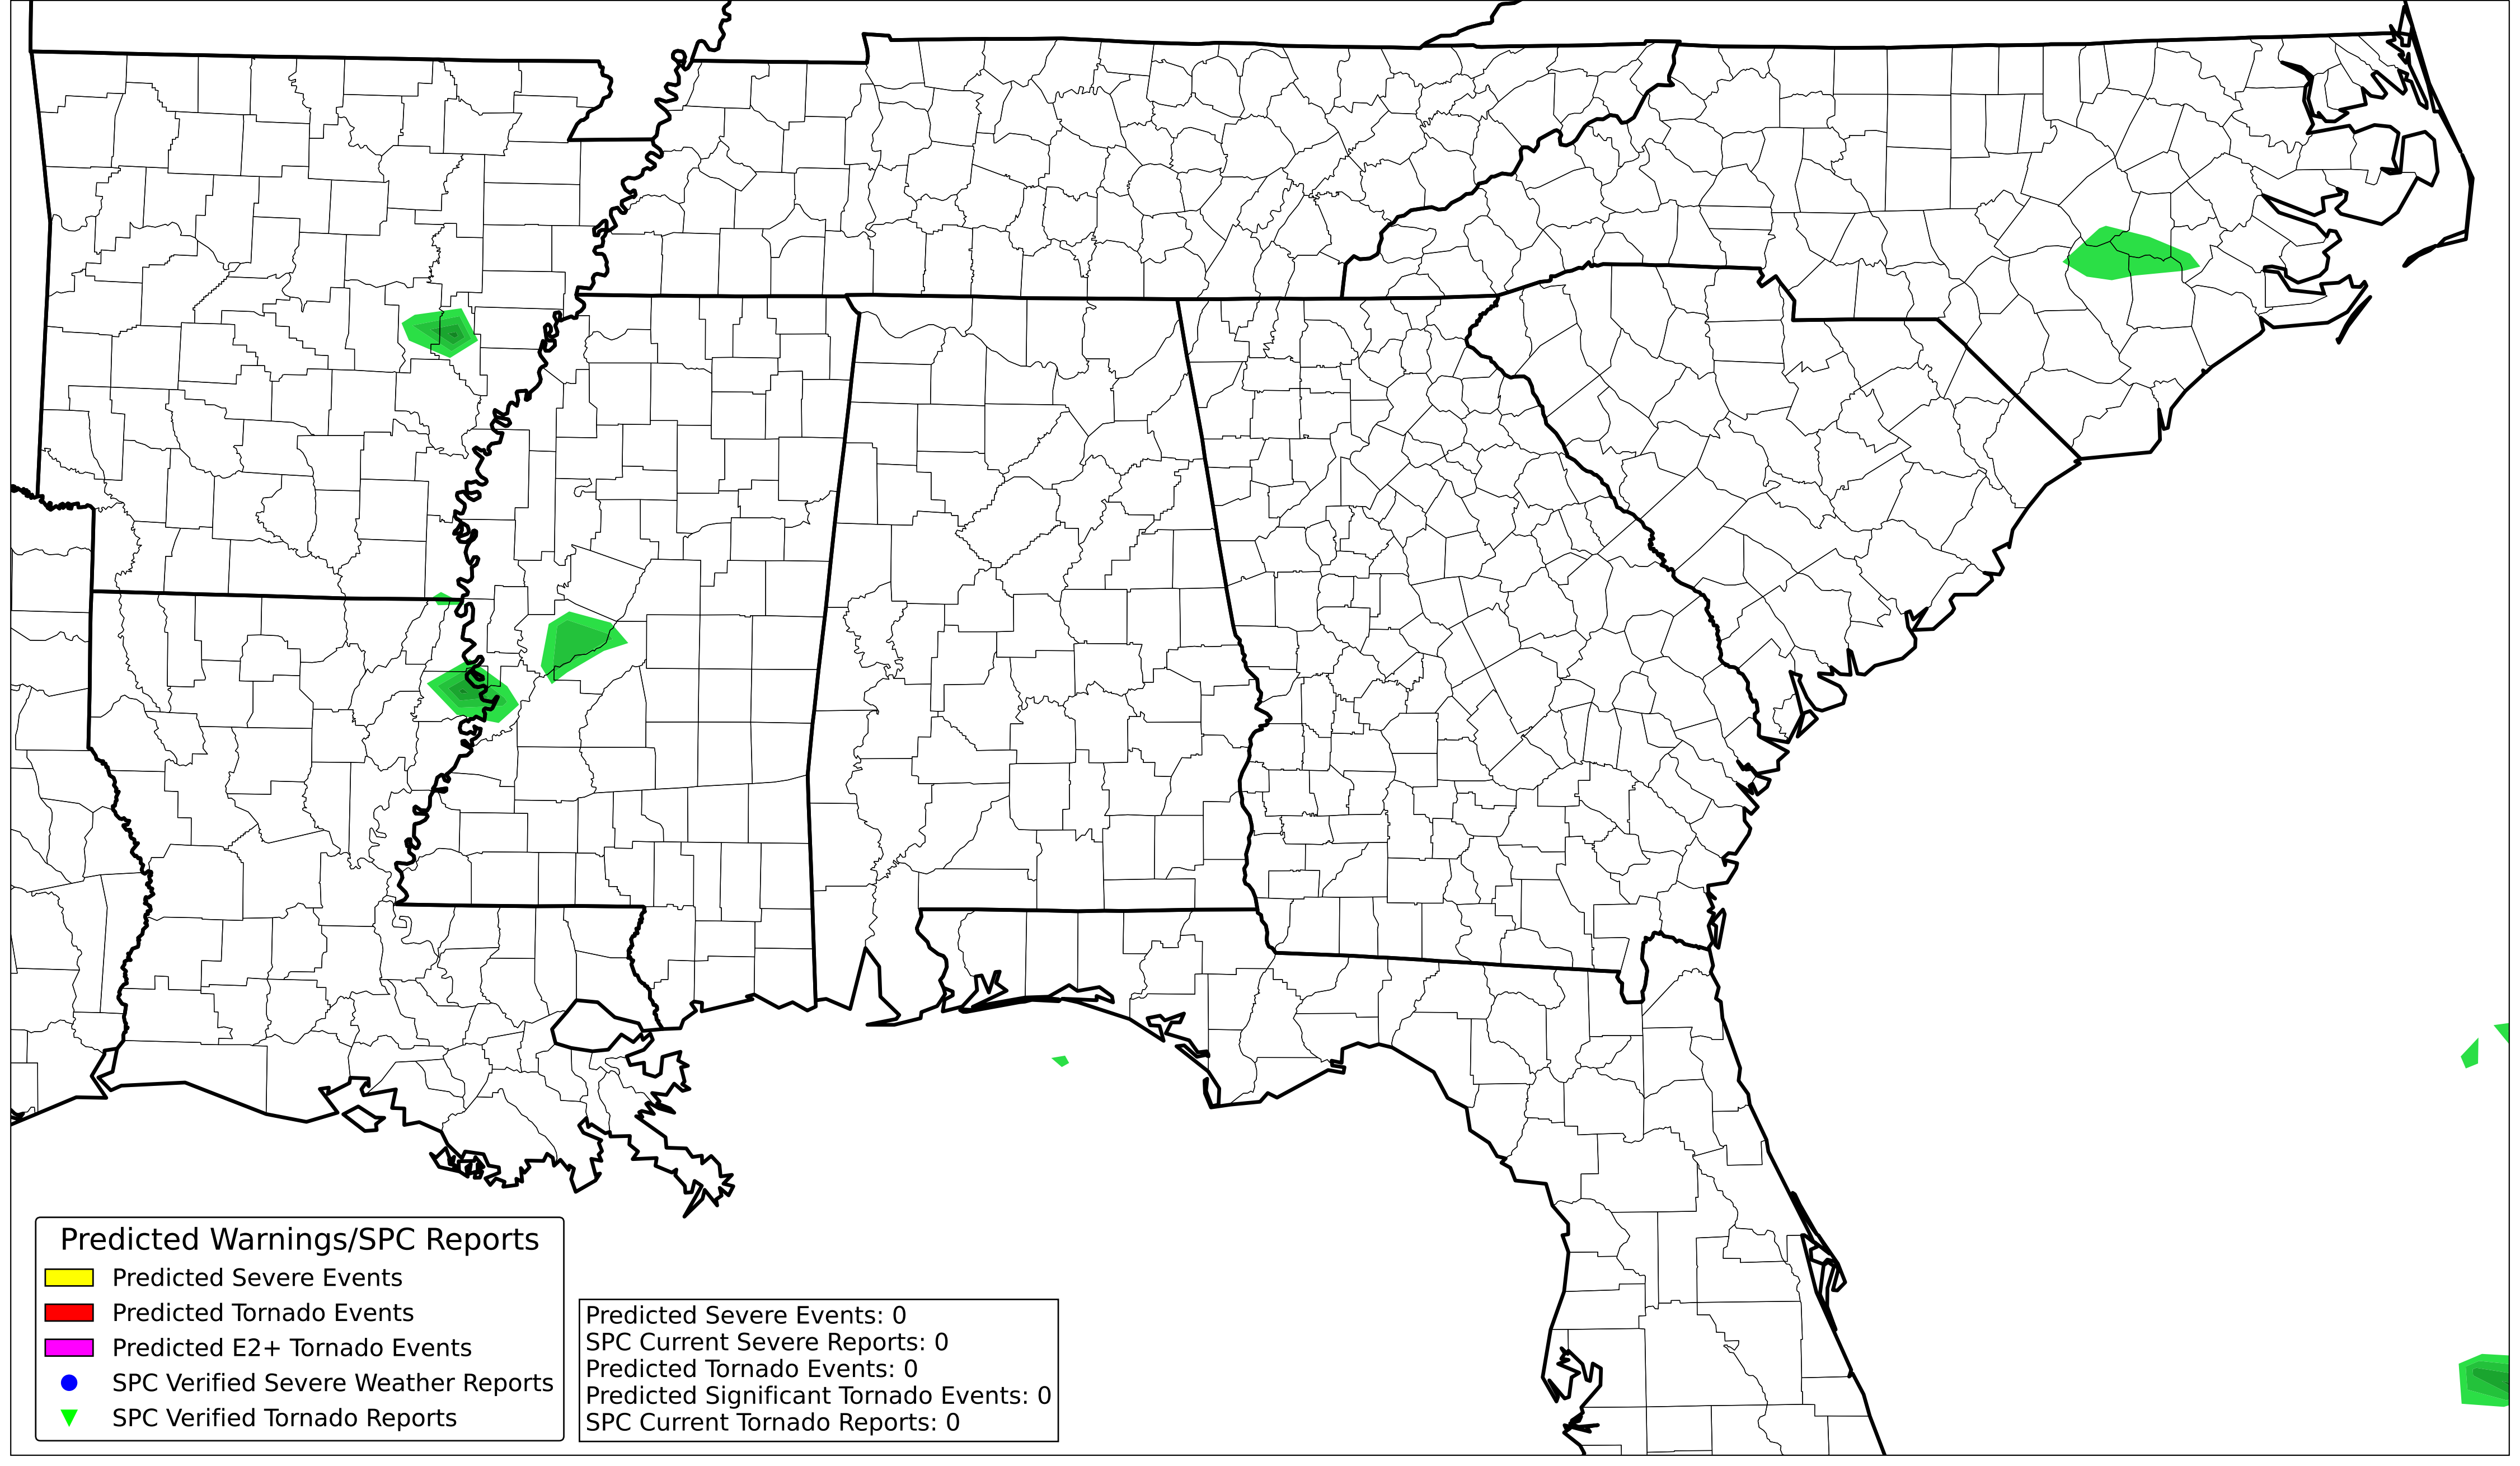 Predicted Warnings/SPC Reports
Predicted Severe Events
Predicted Tornado Events
Predicted E2+ Tornado Events
SPC Verified Severe Weather Reports
SPC Verified Tornado Reports
Predicted Severe Events: 0
SPC Current Severe Reports: 0
Predicted Tornado Events: 0
Predicted Significant Tornado Events: 0
SPC Current Tornado Reports: 0